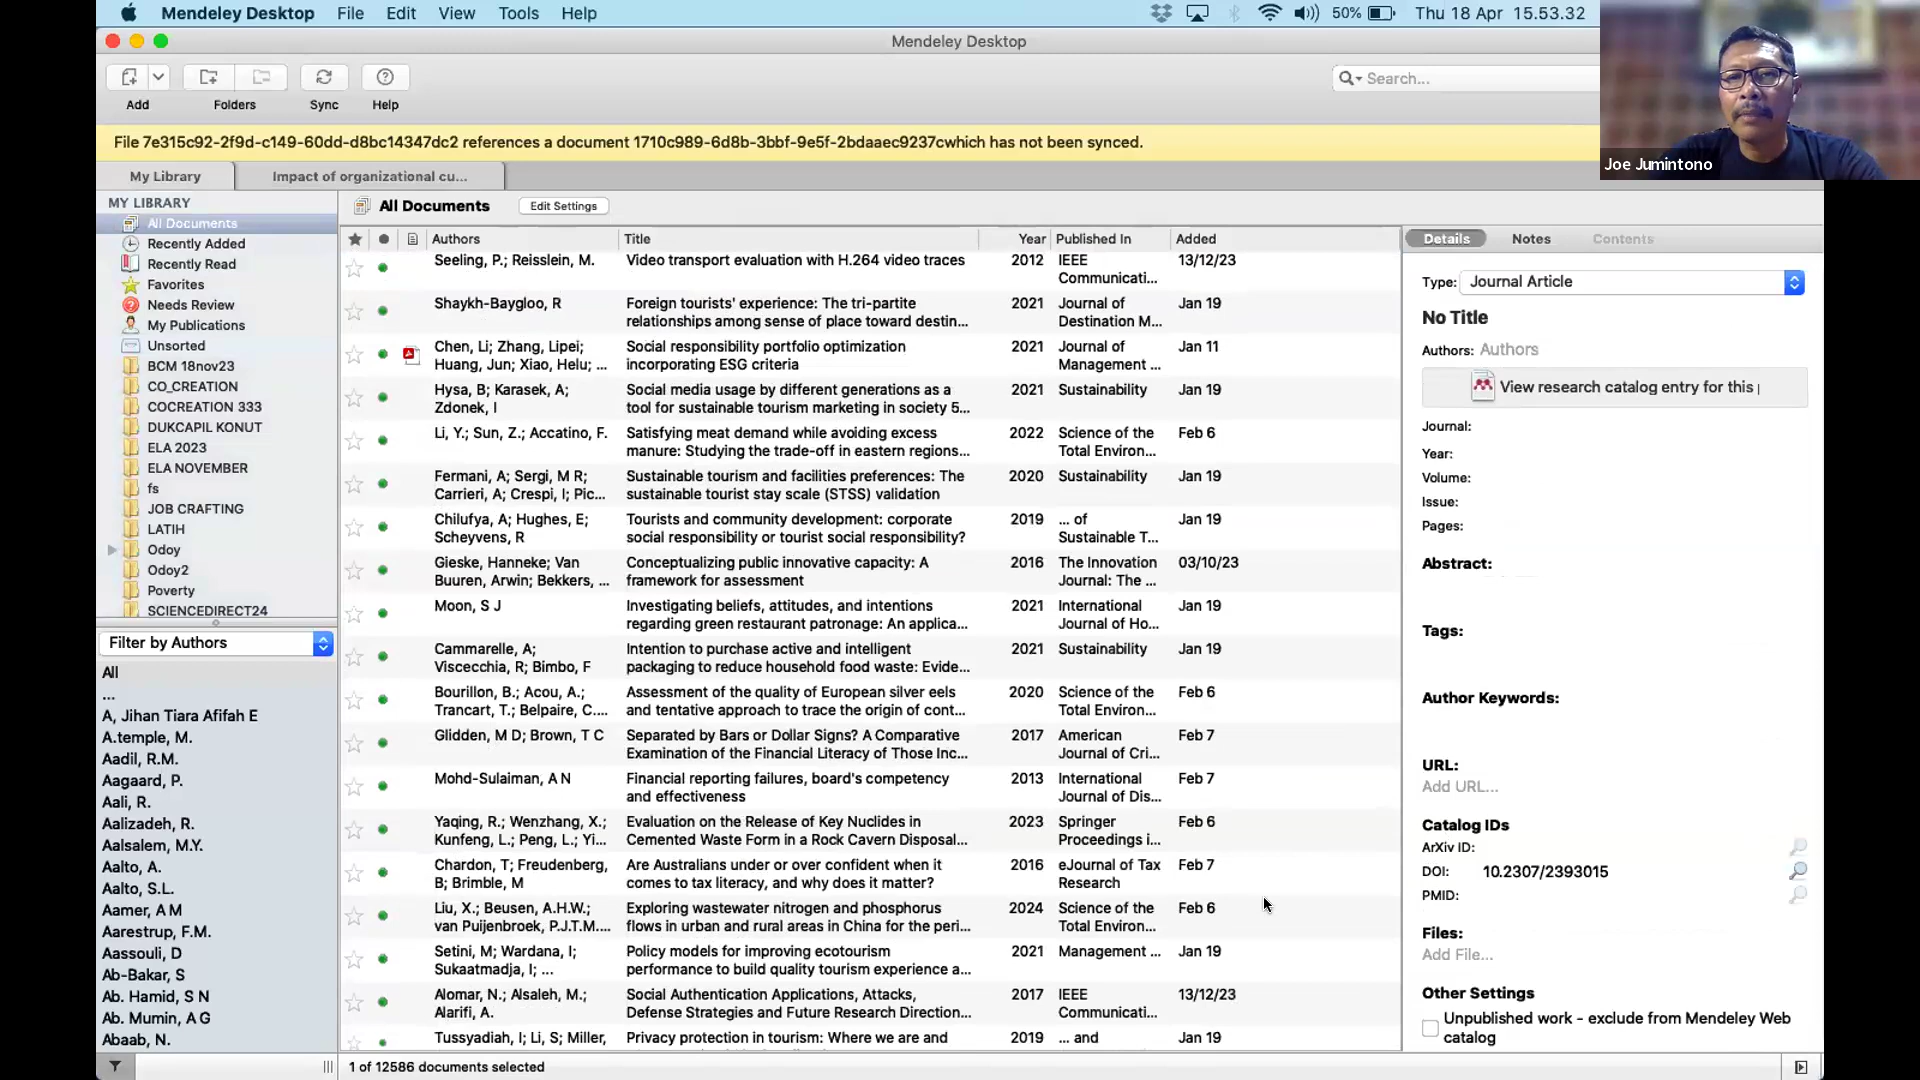 Mendeley Desktop File Edit View Tools Help 50% Thu 18 Apr 15.53.32
Mendeley Desktop
Search...
Add Folders Sync Help
Joe Jumintono
File 7e315c92-2f9d-c149-60dd-d8bc14347dc2 references a document 1710c989-6d8b-3bbf-9e5f-2bdaaec9237cwhich has not been synced.
My Library Impact of organizational cu...
MY LIBRARY
All Documents
Recently Added
Recently Read
Favorites
Needs Review
My Publications
Unsorted
BCM 18nov23
CO_CREATION
COCREATION 333
DUKCAPIL KONUT
ELA 2023
ELA NOVEMBER
fs
JOB CRAFTING
LATIH
Odoy
Odoy2
Poverty
SCIENCEDIRECT24
Filter by Authors
All
...
A, Jihan Tiara Afifah E
A.temple, M.
Aadil, R.M.
Aagaard, P.
Aali, R.
Aalizadeh, R.
Aalsalem, M.Y.
Aalto, A.
Aalto, S.L.
Aamer, A M
Aarestrup, F.M.
Aassouli, D
Ab-Bakar, S
Ab. Hamid, S N
Ab. Mumin, A G
Abaab, N.
All Documents Edit Settings
Authors Title Year Published In Added
Seeling, P.; Reisslein, M. Video transport evaluation with H.264 video traces 2012 IEEE 13/12/23
Communicati...
Shaykh-Baygloo, R Foreign tourists' experience: The tri-partite 2021 Journal of Jan 19
relationships among sense of place toward destin... Destination M...
Chen, Li; Zhang, Lipei; Social responsibility portfolio optimization 2021 Journal of Jan 11
Huang, Jun; Xiao, Helu; ... incorporating ESG criteria Management ...
Hysa, B; Karasek, A; Social media usage by different generations as a 2021 Sustainability Jan 19
Zdonek, I tool for sustainable tourism marketing in society 5...
Li, Y.; Sun, Z.; Accatino, F. Satisfying meat demand while avoiding excess 2022 Science of the Feb 6
manure: Studying the trade-off in eastern regions... Total Environ...
Fermani, A; Sergi, M R; Sustainable tourism and facilities preferences: The 2020 Sustainability Jan 19
Carrieri, A; Crespi, I; Pic... sustainable tourist stay scale (STSS) validation
Chilufya, A; Hughes, E; Tourists and community development: corporate 2019 ... of Jan 19
Scheyvens, R social responsibility or tourist social responsibility? Sustainable T...
Gieske, Hanneke; Van Conceptualizing public innovative capacity: A 2016 The Innovation 03/10/23
Buuren, Arwin; Bekkers, ... framework for assessment Journal: The ...
Moon, S J Investigating beliefs, attitudes, and intentions 2021 International Jan 19
regarding green restaurant patronage: An applica... Journal of Ho...
Cammarelle, A; Intention to purchase active and intelligent 2021 Sustainability Jan 19
Viscecchia, R; Bimbo, F packaging to reduce household food waste: Evide...
Bourillon, B.; Acou, A.; Assessment of the quality of European silver eels 2020 Science of the Feb 6
Trancart, T.; Belpaire, C.... and tentative approach to trace the origin of cont... Total Environ...
Glidden, M D; Brown, T C Separated by Bars or Dollar Signs? A Comparative 2017 American Feb 7
Examination of the Financial Literacy of Those Inc... Journal of Cri...
Mohd-Sulaiman, A N Financial reporting failures, board's competency 2013 International Feb 7
and effectiveness Journal of Dis...
Yaqing, R.; Wenzhang, X.; Evaluation on the Release of Key Nuclides in 2023 Springer Feb 6
Kunfeng, L.; Peng, L.; Yi... Cemented Waste Form in a Rock Cavern Disposal... Proceedings i...
Chardon, T; Freudenberg, Are Australians under or over confident when it 2016 eJournal of Tax Feb 7
B; Brimble, M comes to tax literacy, and why does it matter? Research
Liu, X.; Beusen, A.H.W.; Exploring wastewater nitrogen and phosphorus 2024 Science of the Feb 6
van Puijenbroek, P.J.T.M.... flows in urban and rural areas in China for the peri... Total Environ...
Setini, M; Wardana, I; Policy models for improving ecotourism 2021 Management ... Jan 19
Sukaatmadja, I; ... performance to build quality tourism experience a...
Alomar, N.; Alsaleh, M.; Social Authentication Applications, Attacks, 2017 IEEE 13/12/23
Alarifi, A. Defense Strategies and Future Research Direction... Communicati...
Tussyadiah, I; Li, S; Miller, Privacy protection in tourism: Where we are and 2019 ... and Jan 19
1 of 12586 documents selected
Details Notes Contents
Type: Journal Article
No Title
Authors: Authors
View research catalog entry for this
Journal:
Year:
Volume:
Issue:
Pages:
Abstract:
Tags:
Author Keywords:
URL:
Add URL...
Catalog IDs
ArXiv ID:
DOI: 10.2307/2393015
PMID:
Files:
Add File...
Other Settings
Unpublished work - exclude from Mendeley Web
catalog